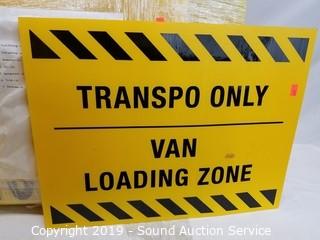 TRANSPO ONLY
VAN
LOADING ZONE
Copyright 2019 - Sound Auction Service